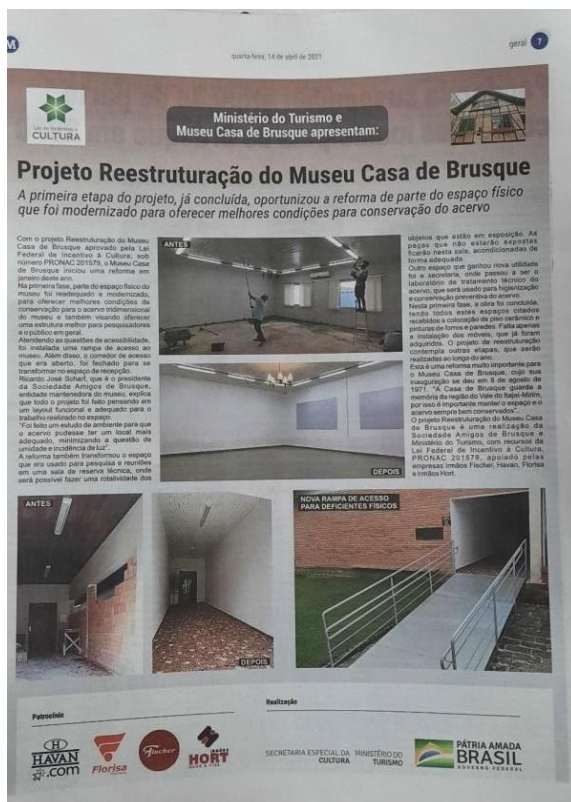 M
quarta-feira, 14 de abril de 2021
geral 7
Lei de Incentivo à
CULTURA
Ministério do Turismo e
Museu Casa de Brusque apresentam:
Projeto Reestruturação do Museu Casa de Brusque
A primeira etapa do projeto, já concluída, oportunizou a reforma de parte do espaço físico
que foi modernizado para oferecer melhores condições para conservação do acervo
Com o projeto Reestruturação do Museu
Casa de Brusque aprovado pela Lei
Federal de Incentivo à Cultura, sob
número PRONAC 201579, o Museu Casa
de Brusque iniciou uma reforma em
janeiro deste ano.
Na primeira fase, parte do espaço físico do
museu foi readequado e modernizado,
para oferecer melhores condições de
conservação para o acervo tridimensional
do museu e também visando oferecer
uma estrutura melhor para pesquisadores
e o público em geral.
Atendendo as questões de acessibilidade,
foi instalada uma rampa de acesso ao
museu. Além disso, o corredor de acesso
que era aberto, foi fechado para se
transformar no espaço de recepção.
Ricardo José Scharf, que é o presidente
da Sociedade Amigos de Brusque,
entidade mantenedora do museu, explica
que todo o projeto foi feito pensando em
um layout funcional e adequado para o
trabalho realizado no espaço.
"Foi feito um estudo de ambiente para que
o acervo pudesse ter um local mais
adequado, minimizando a questão de
umidade e incidência de luz".
A reforma também transformou o espaço
que era usado para pesquisa e reuniões
em uma sala de reserva técnica, onde
será possível fazer uma rotatividade dos
ANTES
DEPOIS
objetos que estão em exposição. As
peças que não estarão expostas
ficarão nesta sala, acondicionadas de
forma adequada.
Outro espaço que ganhou nova utilidade
foi a secretaria, onde passou a ser o
laboratório de tratamento técnico do
acervo, que será usado para higienização
e conservação preventiva do acervo.
Nesta primeira fase, a obra foi concluída,
tendo todos estes espaços citados
recebidos a colocação de piso cerâmico e
pinturas de forros e paredes. Falta apenas
a instalação dos móveis, que já foram
adquiridos. O projeto de reestruturação
contempla outras etapas, que serão
realizadas ao longo do ano.
Esta é uma reforma muito importante para
o Museu Casa de Brusque, cujo sua
inauguração se deu em 8 de agosto de
1971. "A Casa de Brusque guarda a
memória da região do Vale do Itajaí-Mirim,
por isso é importante manter o espaço e o
acervo sempre bem conservados".
O projeto Reestruturação do Museu Casa
de Brusque é uma realização da
Sociedade Amigos de Brusque e
Ministério do Turismo, com recursos da
Lei Federal de Incentivo à Cultura,
PRONAC 201579, apoiado pelas
empresas irmãos Fischer, Havan, Florisa
e Irmãos Hort.
ANTES
DEPOIS
NOVA RAMPA DE ACESSO
PARA DEFICIENTES FÍSICOS
Patrocínio
H
HAVAN
.com
Florisa
Fischer
HORT
Realização
SECRETARIA ESPECIAL DA
CULTURA
MINISTÉRIO DO
TURISMO
PÁTRIA AMADA
BRASIL
GOVERNO FEDERAL